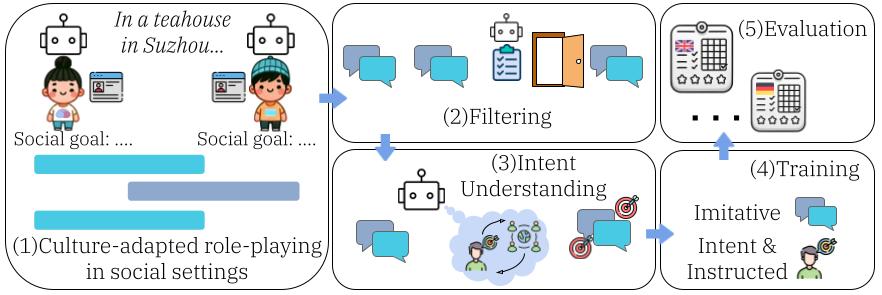 In a teahouse
in Suzhou...
Social goal: ....
Social goal: ....
(1)Culture-adapted role-playing
in social settings
(2)Filtering
(3)Intent
Understanding
(4)Training
Imitative
Intent &
Instructed
(5)Evaluation